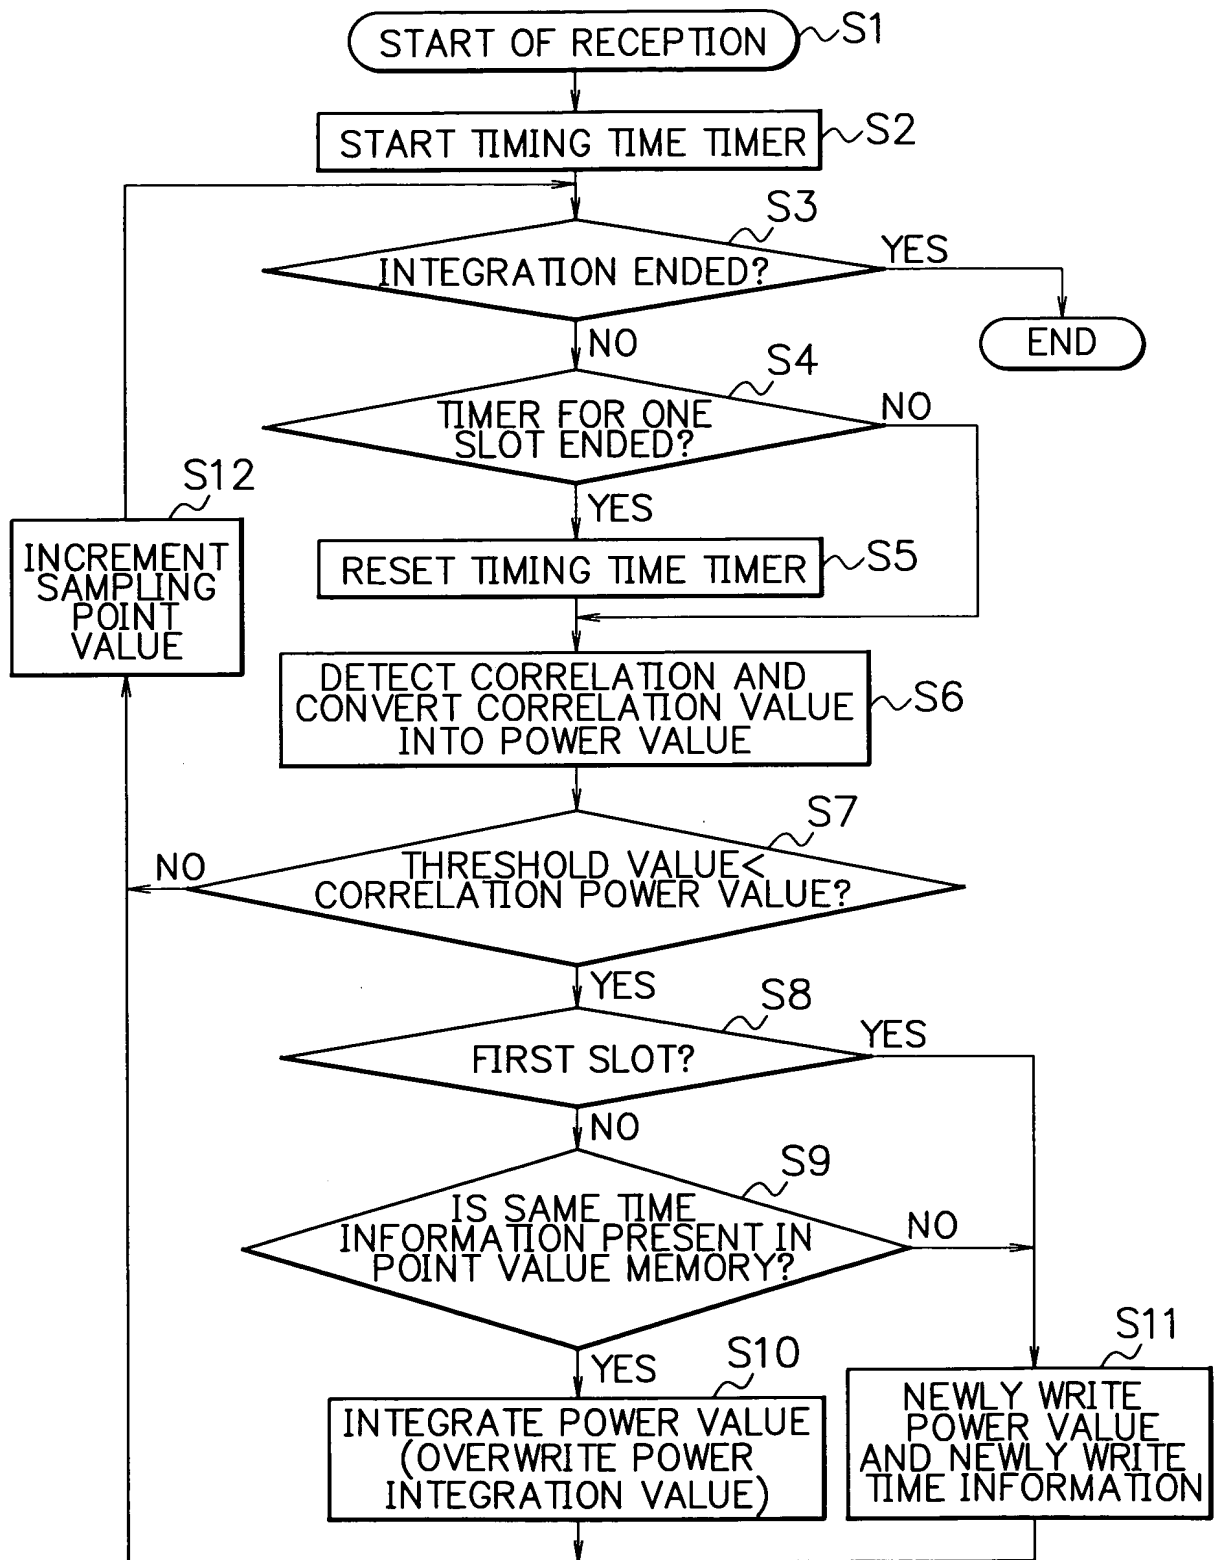 START OF RECEPTION
S1
START TIMING TIME TIMER
S2
S3
INTEGRATION ENDED?
YES
END
NO
S4
TIMER FOR ONE
SLOT ENDED?
NO
YES
S12
INCREMENT
SAMPLING
POINT
VALUE
RESET TIMING TIME TIMER
S5
DETECT CORRELATION AND
CONVERT CORRELATION VALUE
INTO POWER VALUE
S6
S7
THRESHOLD VALUE<
CORRELATION POWER VALUE?
NO
YES
S8
FIRST SLOT?
YES
NO
S9
IS SAME TIME
INFORMATION PRESENT IN
POINT VALUE MEMORY?
NO
YES
S10
INTEGRATE POWER VALUE
(OVERWRITE POWER
INTEGRATION VALUE)
S11
NEWLY WRITE
POWER VALUE
AND NEWLY WRITE
TIME INFORMATION